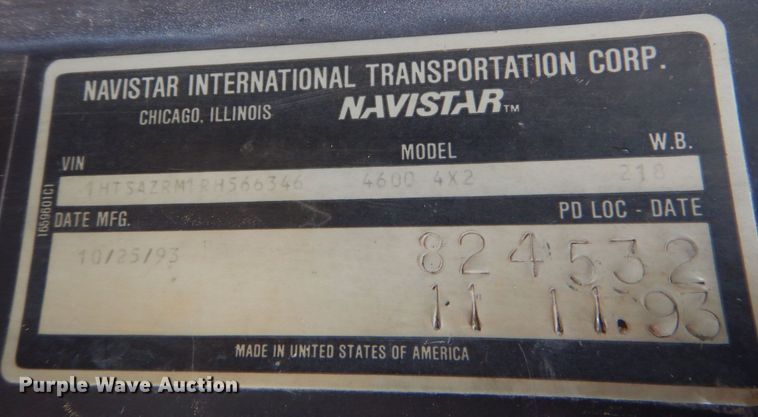 NAVISTAR INTERNATIONAL TRANSPORTATION CORP.
CHICAGO, ILLINOIS NAVISTAR™
VIN MODEL W.B.
1HTSAZRM1RH566346 4600 4X2 218
1659601C1
DATE MFG. PD LOC - DATE
10/25/93 824532
11 11.93
MADE IN UNITED STATES OF AMERICA
Purple Wave Auction